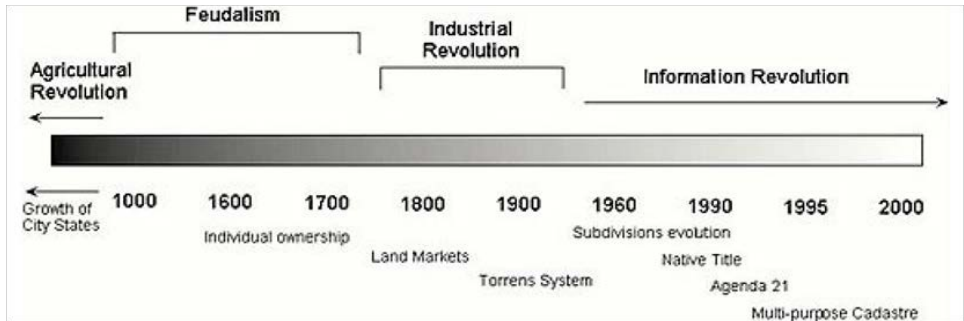 Feudalism
Industrial
Revolution
Agricultural
Revolution
Information Revolution
1000 1600 1700 1800 1900 1960 1990 1995 2000
Growth of
City States
Individual ownership
Subdivisions evolution
Land Markets
Native Title
Torrens System
Agenda 21
Multi-purpose Cadastre